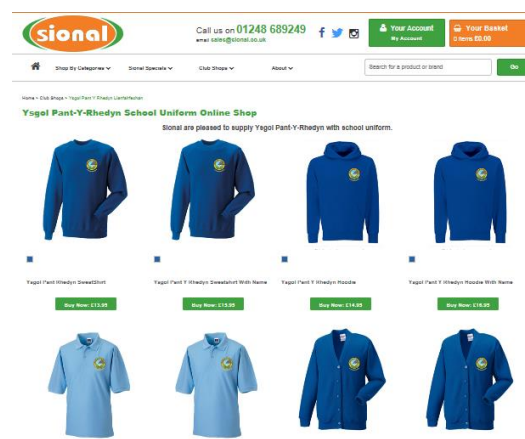 sional
Call us on 01248 689249
email sales@sional.co.uk
Your Account
My Account
Your Basket
0 items £0.00
Shop By Categories
Sional Specials
Club Shops
About
Search for a product or brand
Go
Home > Club Shops > Ysgol Pant Y Rhedyn Llanfairfechan
Ysgol Pant-Y-Rhedyn School Uniform Online Shop
Sional are pleased to supply Ysgol Pant-Y-Rhedyn with school uniform.
Ysgol Pant Rhedyn SweatShirt
Ysgol Pant Y Rhedyn Sweatshirt With Name
Ysgol Pant Y Rhedyn Hoodie
Ysgol Pant Y Rhedyn Hoodie With Name
Buy Now: £13.95
Buy Now: £15.95
Buy Now: £14.95
Buy Now: £16.95